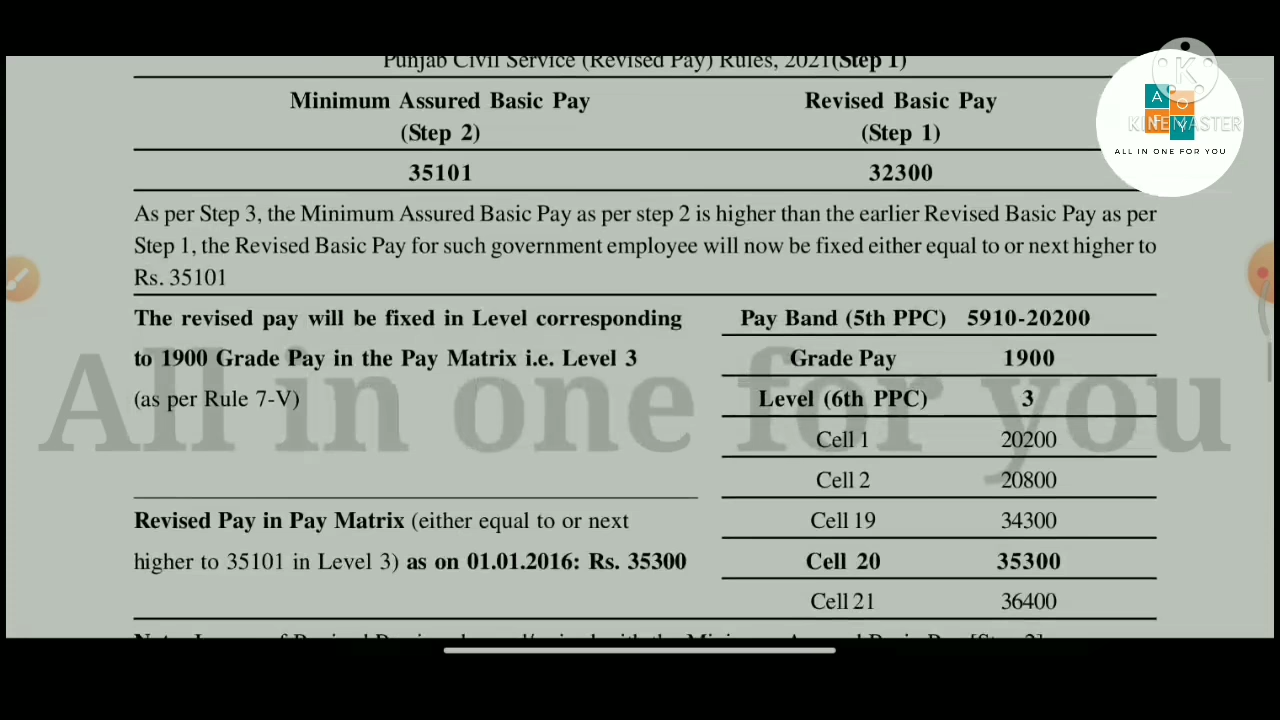 Punjab Civil Service (Revised Pay) Rules, 2021(Step 1)
Minimum Assured Basic Pay
(Step 2)
Revised Basic Pay
(Step 1)
35101 32300
As per Step 3, the Minimum Assured Basic Pay as per step 2 is higher than the earlier Revised Basic Pay as per
Step 1, the Revised Basic Pay for such government employee will now be fixed either equal to or next higher to
Rs. 35101
The revised pay will be fixed in Level corresponding
to 1900 Grade Pay in the Pay Matrix i.e. Level 3
(as per Rule 7-V)
Revised Pay in Pay Matrix (either equal to or next
higher to 35101 in Level 3) as on 01.01.2016: Rs. 35300
Pay Band (5th PPC) 5910-20200
Grade Pay 1900
Level (6th PPC) 3
Cell 1 20200
Cell 2 20800
Cell 19 34300
Cell 20 35300
Cell 21 36400
All in one for you
K
KINEMASTER
A O
F Y
ALL IN ONE FOR YOU